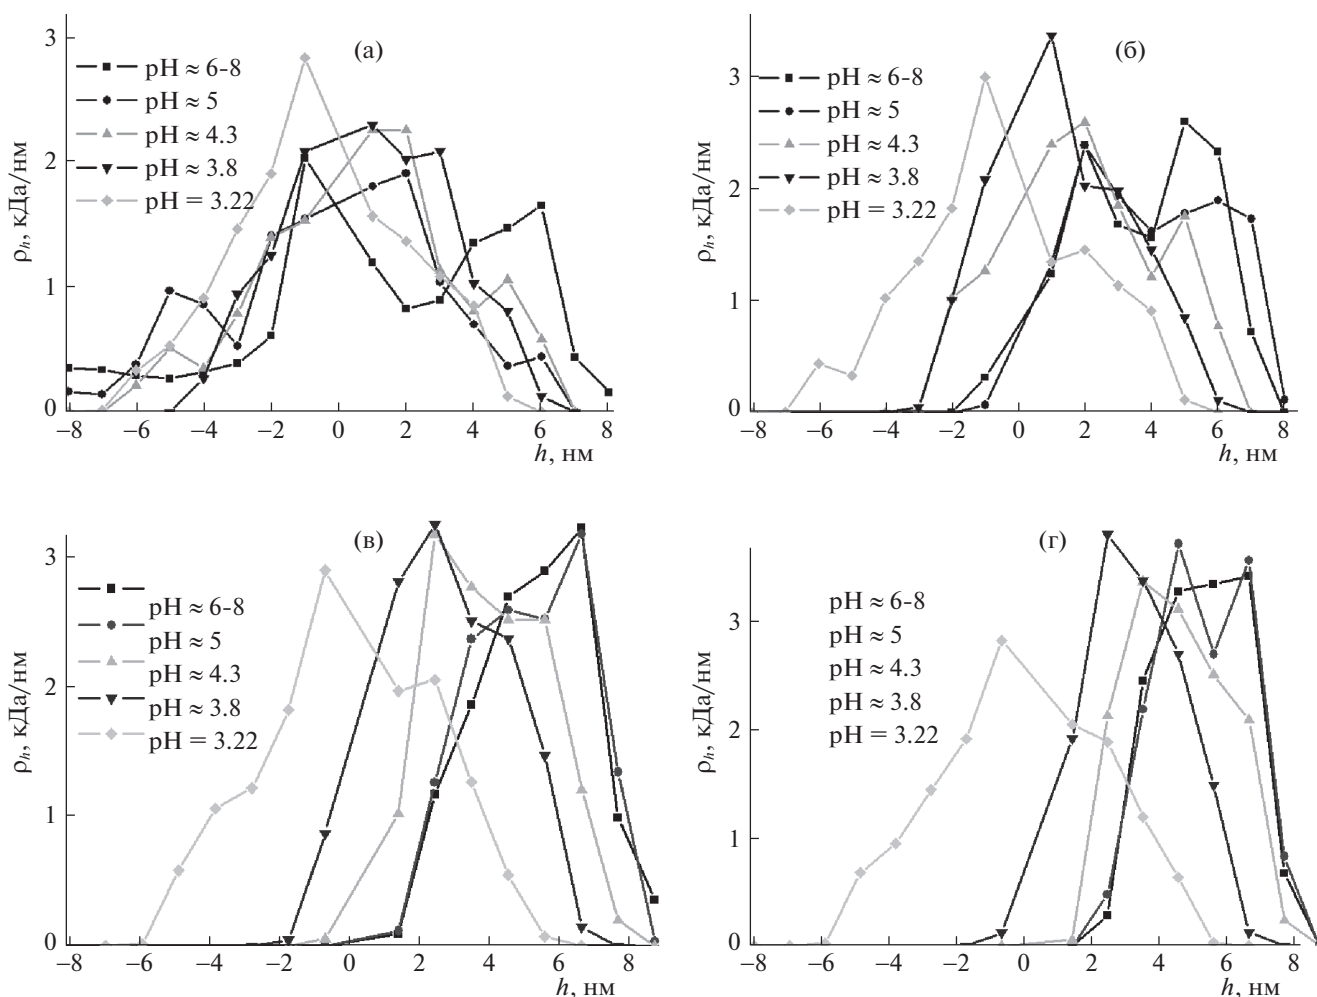 (а)
3
2
1
0
ρh, кДа/нм
pH ≈ 6-8
pH ≈ 5
pH ≈ 4.3
pH ≈ 3.8
pH = 3.22
−8 −6 −4 −2 0 2 4 6 8
h, нм
(б)
3
2
1
0
ρh, кДа/нм
pH ≈ 6-8
pH ≈ 5
pH ≈ 4.3
pH ≈ 3.8
pH = 3.22
−8 −6 −4 −2 0 2 4 6 8
h, нм
(в)
3
2
1
0
ρh, кДа/нм
pH ≈ 6-8
pH ≈ 5
pH ≈ 4.3
pH ≈ 3.8
pH = 3.22
−8 −6 −4 −2 0 2 4 6 8
h, нм
(г)
3
2
1
0
ρh, кДа/нм
pH ≈ 6-8
pH ≈ 5
pH ≈ 4.3
pH ≈ 3.8
pH = 3.22
−8 −6 −4 −2 0 2 4 6 8
h, нм